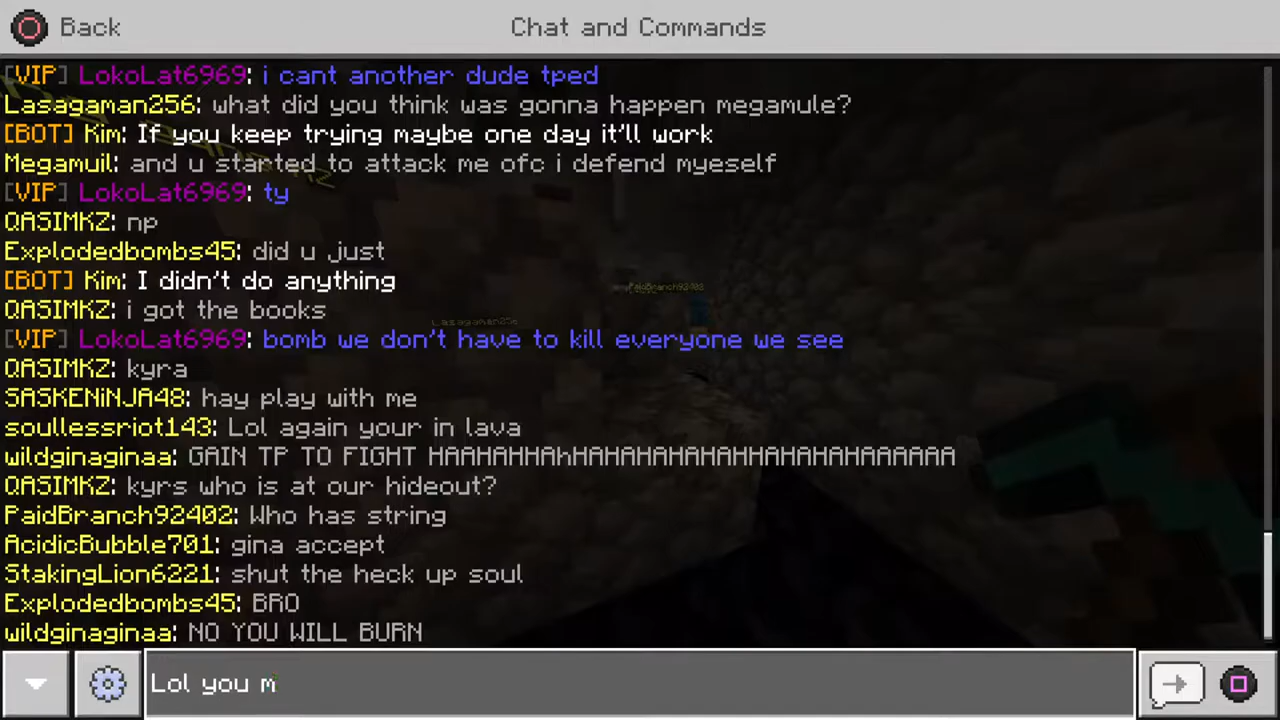 Back
Chat and Commands
[VIP] LokoLat6969: i cant another dude tped
Lasagaman256: what did you think was gonna happen megamule?
[BOT] Kim: If you keep trying maybe one day it'll work
Megamuil: and u started to attack me ofc i defend myeself
[VIP] LokoLat6969: ty
QASIMKZ: np
Explodedbombs45: did u just
[BOT] Kim: I didn't do anything
QASIMKZ: i got the books
[VIP] LokoLat6969: bomb we don't have to kill everyone we see
QASIMKZ: kyra
SASKENiNJA48: hay play with me
soullessriot143: Lol again your in lava
wildginaginaa: GAIN TP TO FIGHT HAAHAHHAhHAHAHAHAHAHHAHAHAHAAAAAA
QASIMKZ: kyrs who is at our hideout?
PaidBranch92402: Who has string
AcidicBubble701: gina accept
StakingLion6221: shut the heck up soul
Explodedbombs45: BRO
wildginaginaa: NO YOU WILL BURN
PaidBranch92402
Lasagaman256
Lol you m